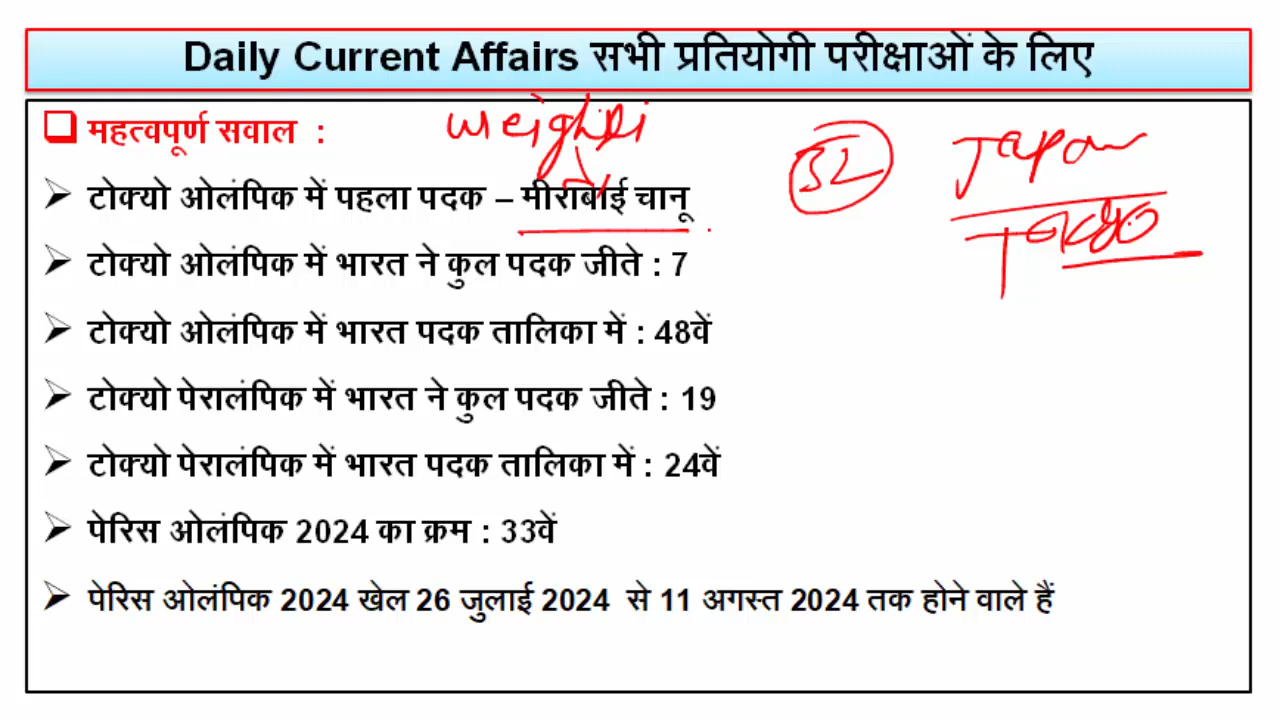 Daily Current Affairs सभी प्रतियोगी परीक्षाओं के लिए
महत्वपूर्ण सवाल :
32
Japan
टोक्यो ओलंपिक में पहला पदक – मीराबाई चानू
टोक्यो ओलंपिक में भारत ने कुल पदक जीते : 7
टोक्यो ओलंपिक में भारत पदक तालिका में : 48वें
टोक्यो पेरालंपिक में भारत ने कुल पदक जीते : 19
टोक्यो पेरालंपिक में भारत पदक तालिका में : 24वें
पेरिस ओलंपिक 2024 का क्रम : 33वें
पेरिस ओलंपिक 2024 खेल 26 जुलाई 2024 से 11 अगस्त 2024 तक होने वाले हैं